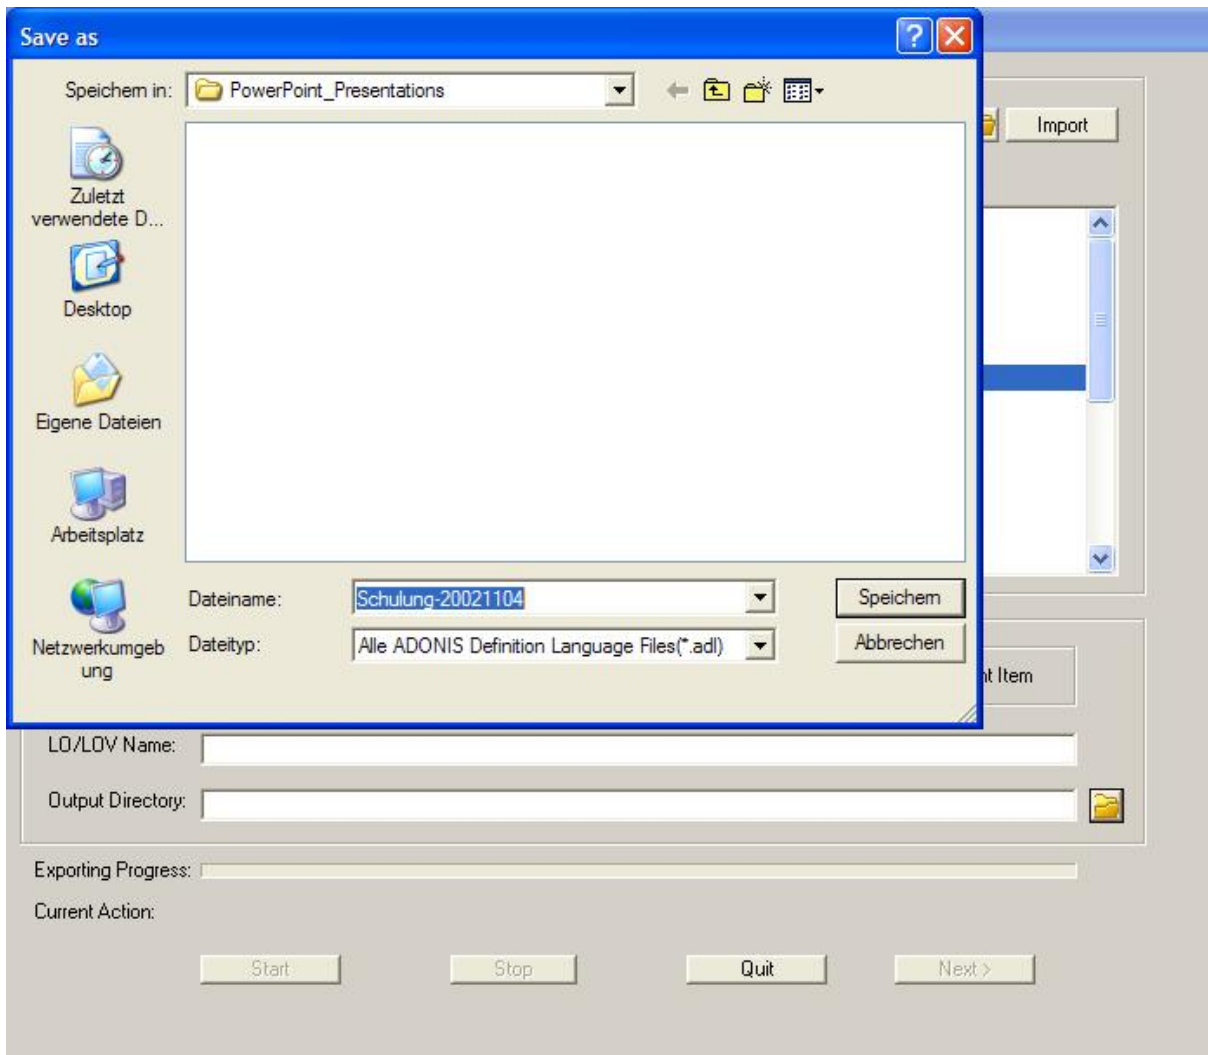 Save as
Speichern in:
PowerPoint_Presentations
Import
Zuletzt
verwendete D...
Desktop
Eigene Dateien
Arbeitsplatz
Netzwerkumgeb
ung
Dateiname:
Schulung-20021104
Speichern
Dateityp:
Alle ADONIS Definition Language Files(*.adl)
Abbrechen
Item
LO/LOV Name:
Output Directory:
Exporting Progress:
Current Action:
Start
Stop
Quit
Next >